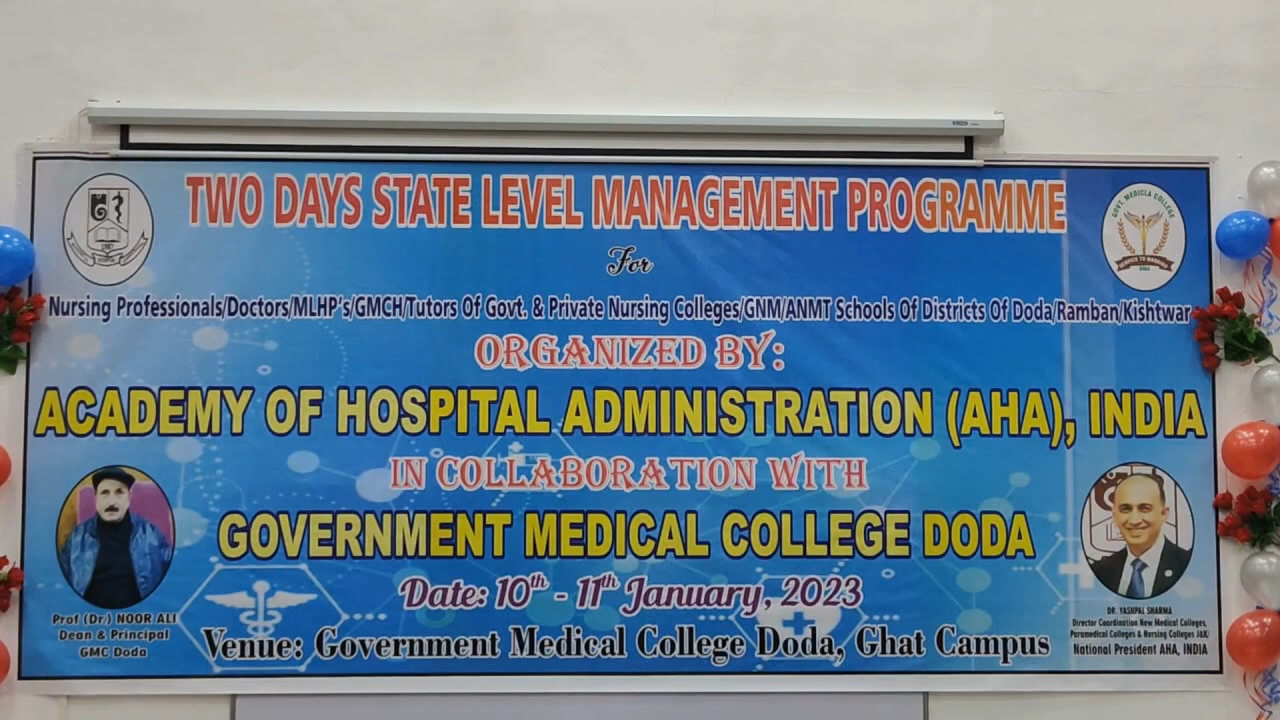 TWO DAYS STATE LEVEL MANAGEMENT PROGRAMME
For
Nursing Professionals/Doctors/MLHP's/GMCH/Tutors Of Govt. & Private Nursing Colleges/GNM/ANMT Schools Of Districts Of Doda/Ramban/Kishtwar
ORGANIZED BY:
ACADEMY OF HOSPITAL ADMINISTRATION (AHA), INDIA
IN COLLABORATION WITH
GOVERNMENT MEDICAL COLLEGE DODA
Date: 10th - 11th January, 2023
Venue: Government Medical College Doda, Ghat Campus
GOVT. MEDICLA COLLEGE
SERVICE TO MANKIND
DODA
1987
Prof (Dr.) NOOR ALI
Dean & Principal
GMC Doda
DR. YASHPAL SHARMA
Director Coordination New Medical Colleges,
Paramedical Colleges & Nursing Colleges J&K/
National President AHA, INDIA